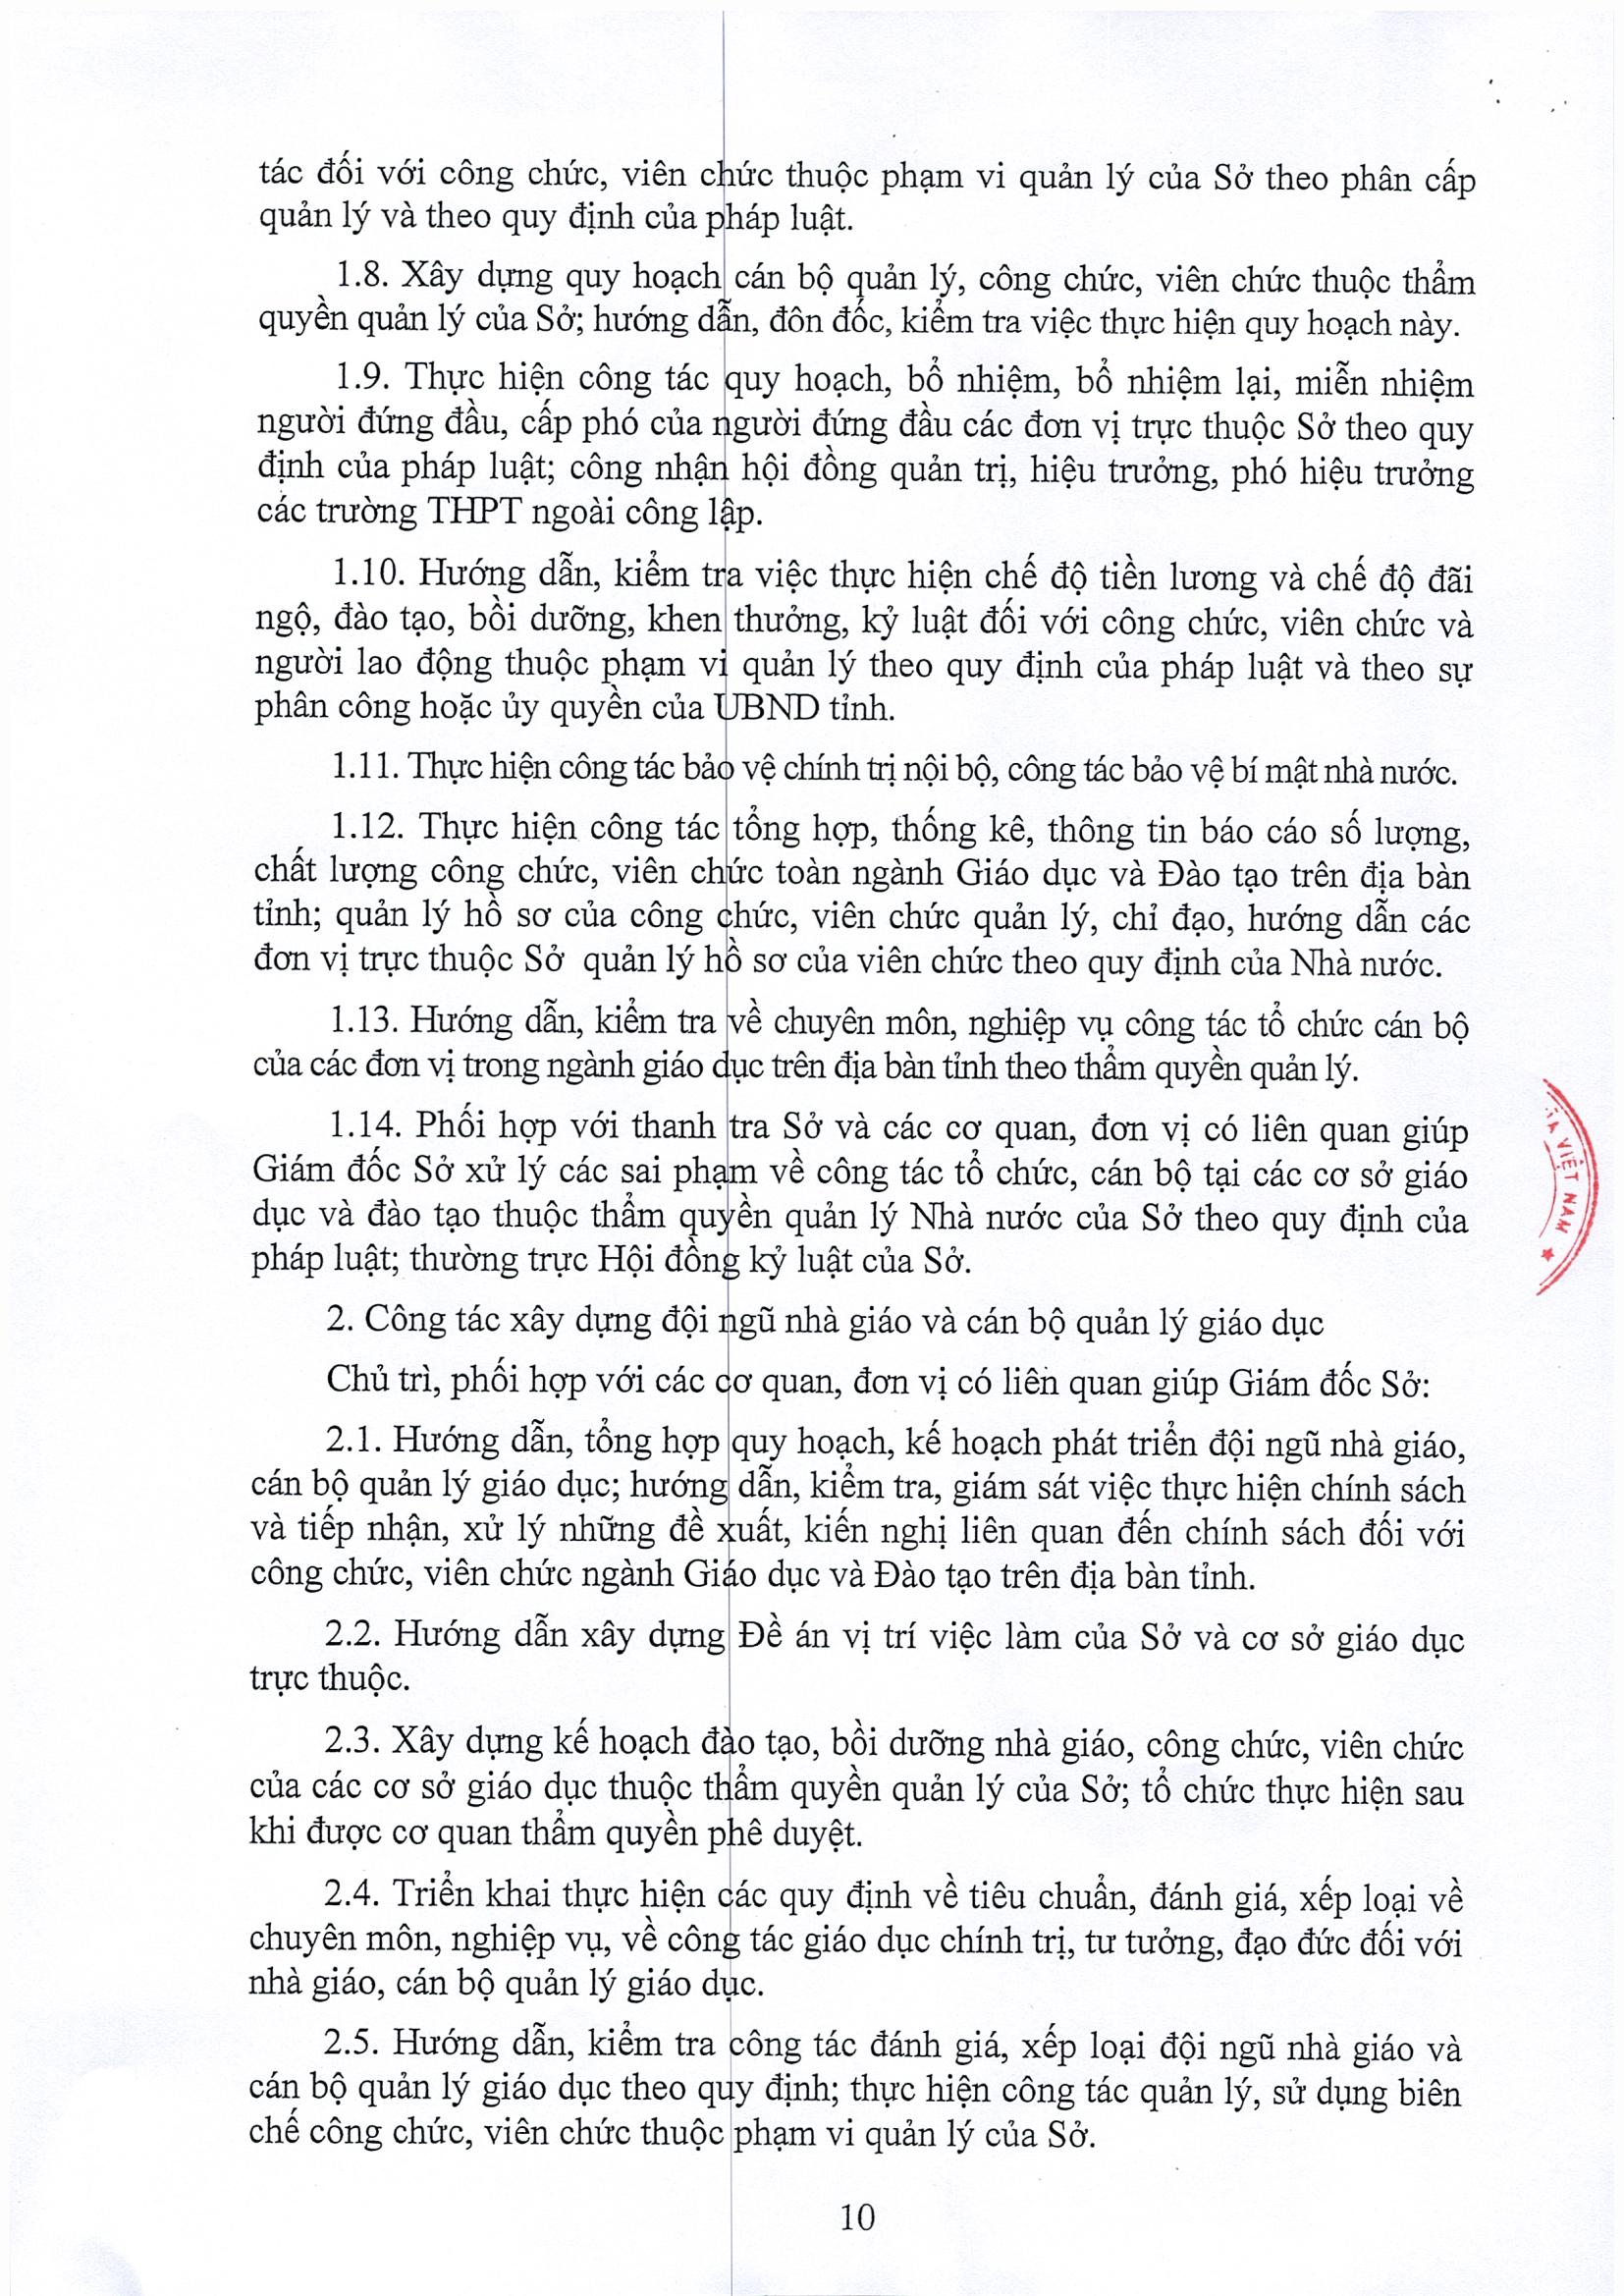 tác đối với công chức, viên chức thuộc phạm vi quản lý của Sở theo phân cấp
quản lý và theo quy định của pháp luật.
1.8. Xây dựng quy hoạch cán bộ quản lý, công chức, viên chức thuộc thẩm
quyền quản lý của Sở; hướng dẫn, đôn đốc, kiểm tra việc thực hiện quy hoạch này.
1.9. Thực hiện công tác quy hoạch, bổ nhiệm, bổ nhiệm lại, miễn nhiệm
người đứng đầu, cấp phó của người đứng đầu các đơn vị trực thuộc Sở theo quy
định của pháp luật; công nhận hội đồng quản trị, hiệu trưởng, phó hiệu trưởng
các trường THPT ngoài công lập.
1.10. Hướng dẫn, kiểm tra việc thực hiện chế độ tiền lương và chế độ đãi
ngộ, đào tạo, bồi dưỡng, khen thưởng, kỷ luật đối với công chức, viên chức và
người lao động thuộc phạm vi quản lý theo quy định của pháp luật và theo sự
phân công hoặc ủy quyền của UBND tỉnh.
1.11. Thực hiện công tác bảo vệ chính trị nội bộ, công tác bảo vệ bí mật nhà nước.
1.12. Thực hiện công tác tổng hợp, thống kê, thông tin báo cáo số lượng,
chất lượng công chức, viên chức toàn ngành Giáo dục và Đào tạo trên địa bàn
tỉnh; quản lý hồ sơ của công chức, viên chức quản lý, chỉ đạo, hướng dẫn các
đơn vị trực thuộc Sở quản lý hồ sơ của viên chức theo quy định của Nhà nước.
1.13. Hướng dẫn, kiểm tra về chuyên môn, nghiệp vụ công tác tổ chức cán bộ
của các đơn vị trong ngành giáo dục trên địa bàn tỉnh theo thẩm quyền quản lý.
1.14. Phối hợp với thanh tra Sở và các cơ quan, đơn vị có liên quan giúp
Giám đốc Sở xử lý các sai phạm về công tác tổ chức, cán bộ tại các cơ sở giáo
dục và đào tạo thuộc thẩm quyền quản lý Nhà nước của Sở theo quy định của
pháp luật; thường trực Hội đồng kỷ luật của Sở.
VIỆT NAM
2. Công tác xây dựng đội ngũ nhà giáo và cán bộ quản lý giáo dục
Chủ trì, phối hợp với các cơ quan, đơn vị có liên quan giúp Giám đốc Sở:
2.1. Hướng dẫn, tổng hợp quy hoạch, kế hoạch phát triển đội ngũ nhà giáo,
cán bộ quản lý giáo dục; hướng dẫn, kiểm tra, giám sát việc thực hiện chính sách
và tiếp nhận, xử lý những đề xuất, kiến nghị liên quan đến chính sách đối với
công chức, viên chức ngành Giáo dục và Đào tạo trên địa bàn tỉnh.
2.2. Hướng dẫn xây dựng Đề án vị trí việc làm của Sở và cơ sở giáo dục
trực thuộc.
2.3. Xây dựng kế hoạch đào tạo, bồi dưỡng nhà giáo, công chức, viên chức
của các cơ sở giáo dục thuộc thẩm quyền quản lý của Sở; tổ chức thực hiện sau
khi được cơ quan thẩm quyền phê duyệt.
2.4. Triển khai thực hiện các quy định về tiêu chuẩn, đánh giá, xếp loại về
chuyên môn, nghiệp vụ, về công tác giáo dục chính trị, tư tưởng, đạo đức đối với
nhà giáo, cán bộ quản lý giáo dục.
2.5. Hướng dẫn, kiểm tra công tác đánh giá, xếp loại đội ngũ nhà giáo và
cán bộ quản lý giáo dục theo quy định; thực hiện công tác quản lý, sử dụng biên
chế công chức, viên chức thuộc phạm vi quản lý của Sở.
10